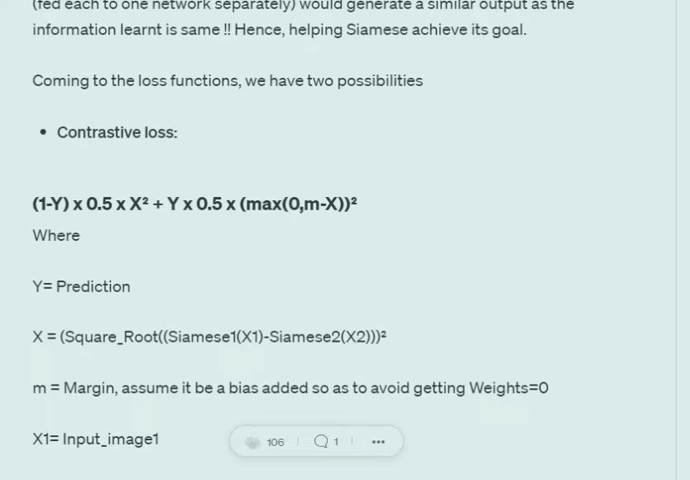 (fed each to one network separately) would generate a similar output as the
information learnt is same !! Hence, helping Siamese achieve its goal.
Coming to the loss functions, we have two possibilities
• Contrastive loss:
(1-Y) x 0.5 x X² + Y x 0.5 x (max(0,m-X))²
Where
Y= Prediction
X = (Square_Root((Siamese1(X1)-Siamese2(X2)))²
m = Margin, assume it be a bias added so as to avoid getting Weights=0
X1= Input_image1
106 1 •••